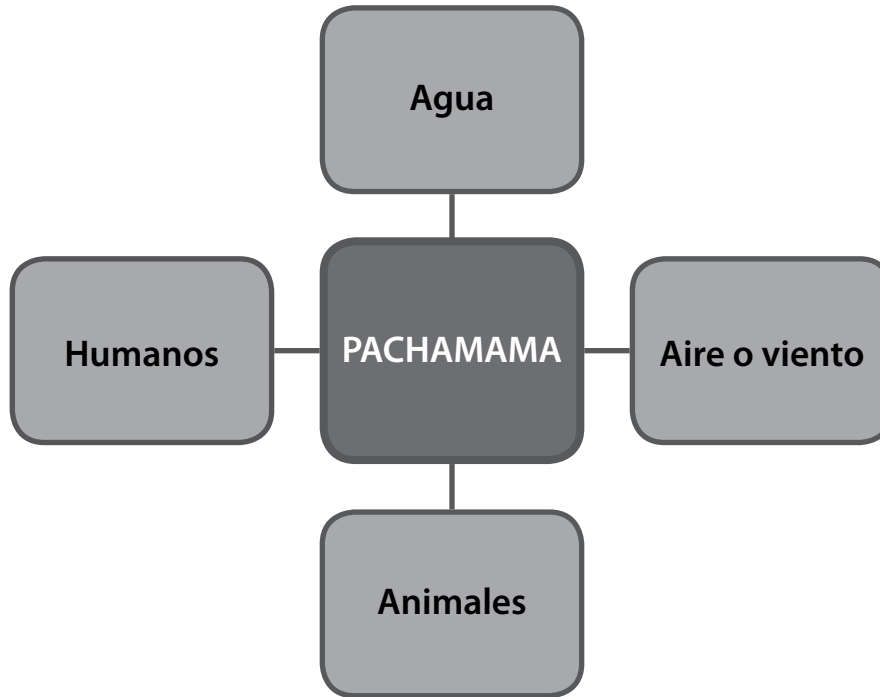 Agua
Humanos
PACHAMAMA
Aire o viento
Animales